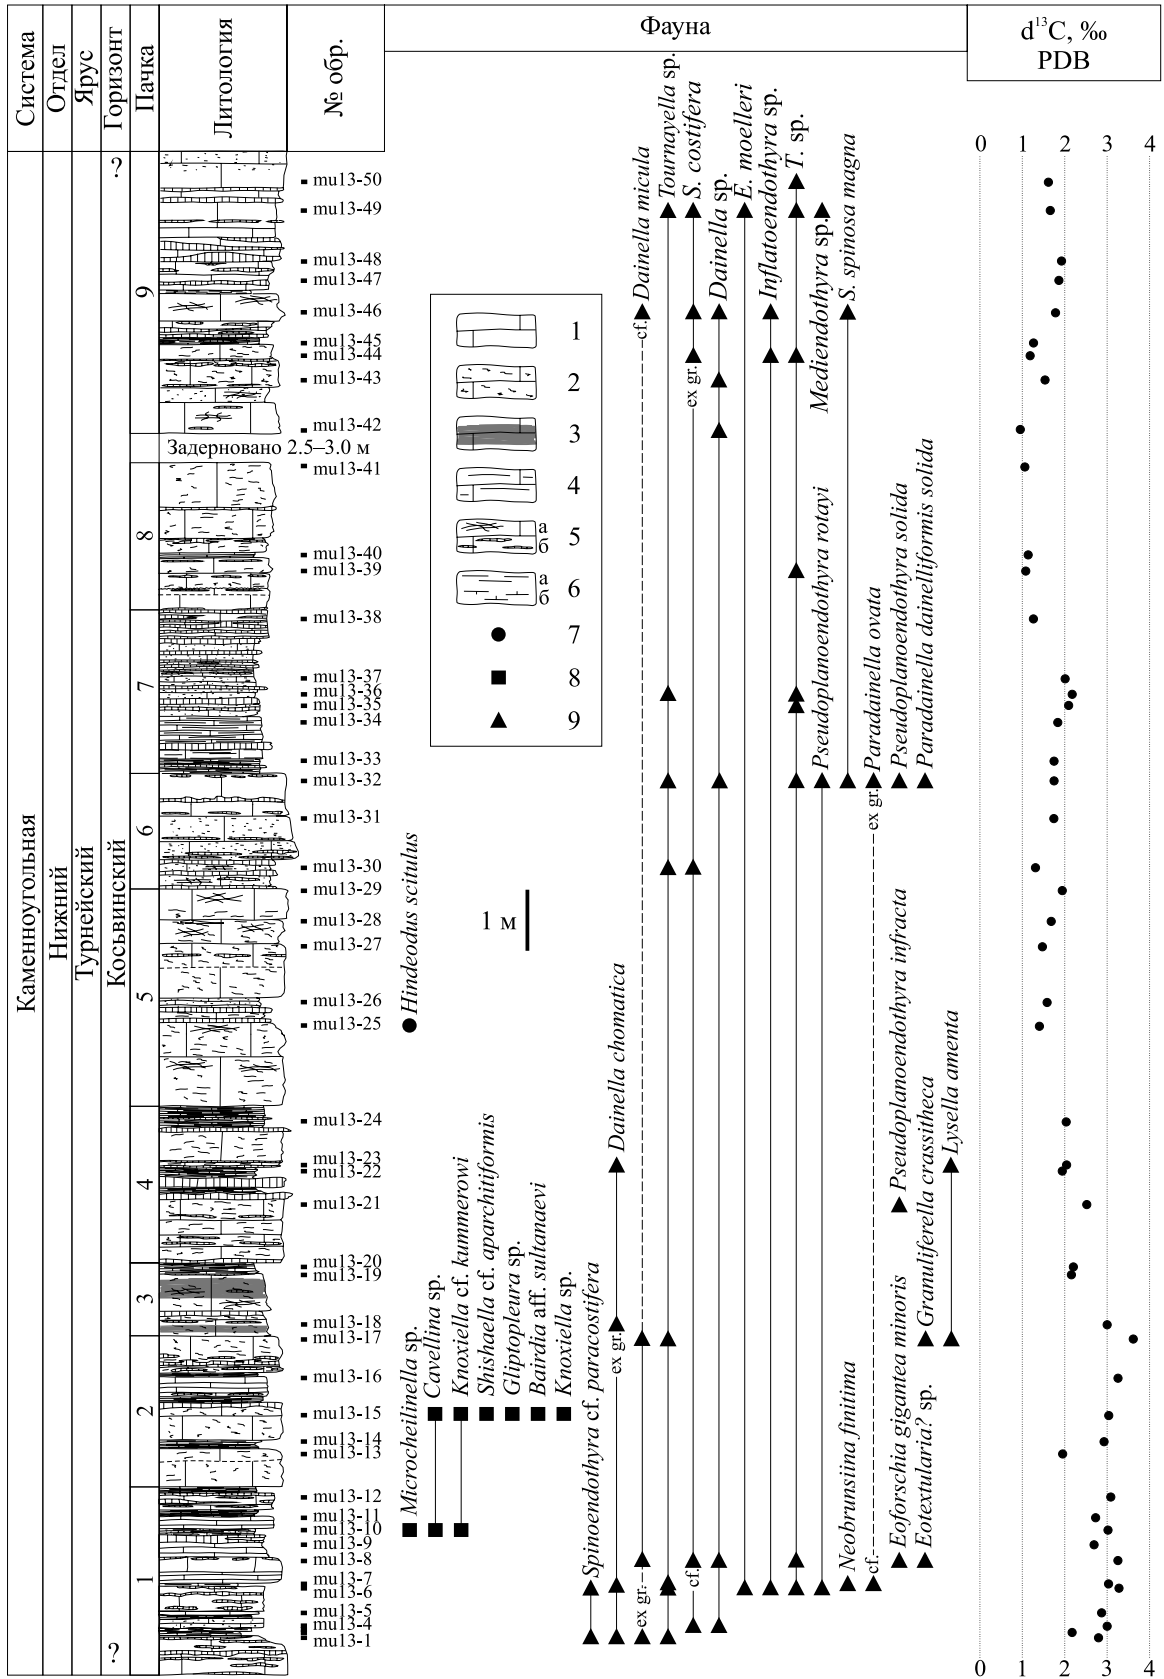 Система
Отдел
Ярус
Горизонт
Пачка
Литология
№ обр.
Фауна
d¹³C, ‰
PDB
0 1 2 3 4
Каменноугольная
Нижний
Турнейский
Косьвинский
?
?
9
8
7
6
5
4
3
2
1
Задерновано 2.5–3.0 м
mu13-50
mu13-49
mu13-48
mu13-47
mu13-46
mu13-45
mu13-44
mu13-43
mu13-42
mu13-41
mu13-40
mu13-39
mu13-38
mu13-37
mu13-36
mu13-35
mu13-34
mu13-33
mu13-32
mu13-31
mu13-30
mu13-29
mu13-28
mu13-27
mu13-26
mu13-25
mu13-24
mu13-23
mu13-22
mu13-21
mu13-20
mu13-19
mu13-18
mu13-17
mu13-16
mu13-15
mu13-14
mu13-13
mu13-12
mu13-11
mu13-10
mu13-9
mu13-8
mu13-7
mu13-6
mu13-5
mu13-4
mu13-1
1
2
3
4
а
б
5
а
б
6
7
8
9
1 м
Hindeodus scitulus
Microcheilinella sp.
Cavellina sp.
Knoxiella cf. kummerowi
Shishaella cf. aparchitiformis
Gliptopleura sp.
Bairdia aff. sultanaevi
Knoxiella sp.
Spinoendothyra cf. paracostifera
Dainella chomatica
ex gr.
Dainella micula
cf.
ex gr.
Tournayella sp.
S. costifera
ex gr.
cf.
Dainella sp.
E. moelleri
Inflatoendothyra sp.
T. sp.
Mediendothyra sp.
Pseudoplanoendothyra rotayi
S. spinosa magna
Neobrunsiina finitima
Paradainella ovata
ex gr.
cf.
Pseudoplanoendothyra solida
Paradainella dainelliformis solida
Pseudoplanoendothyra infracta
Granuliferella crassitheca
Lysella amenta
Eoforschia gigantea minoris
Eotextularia? sp.
0 1 2 3 4